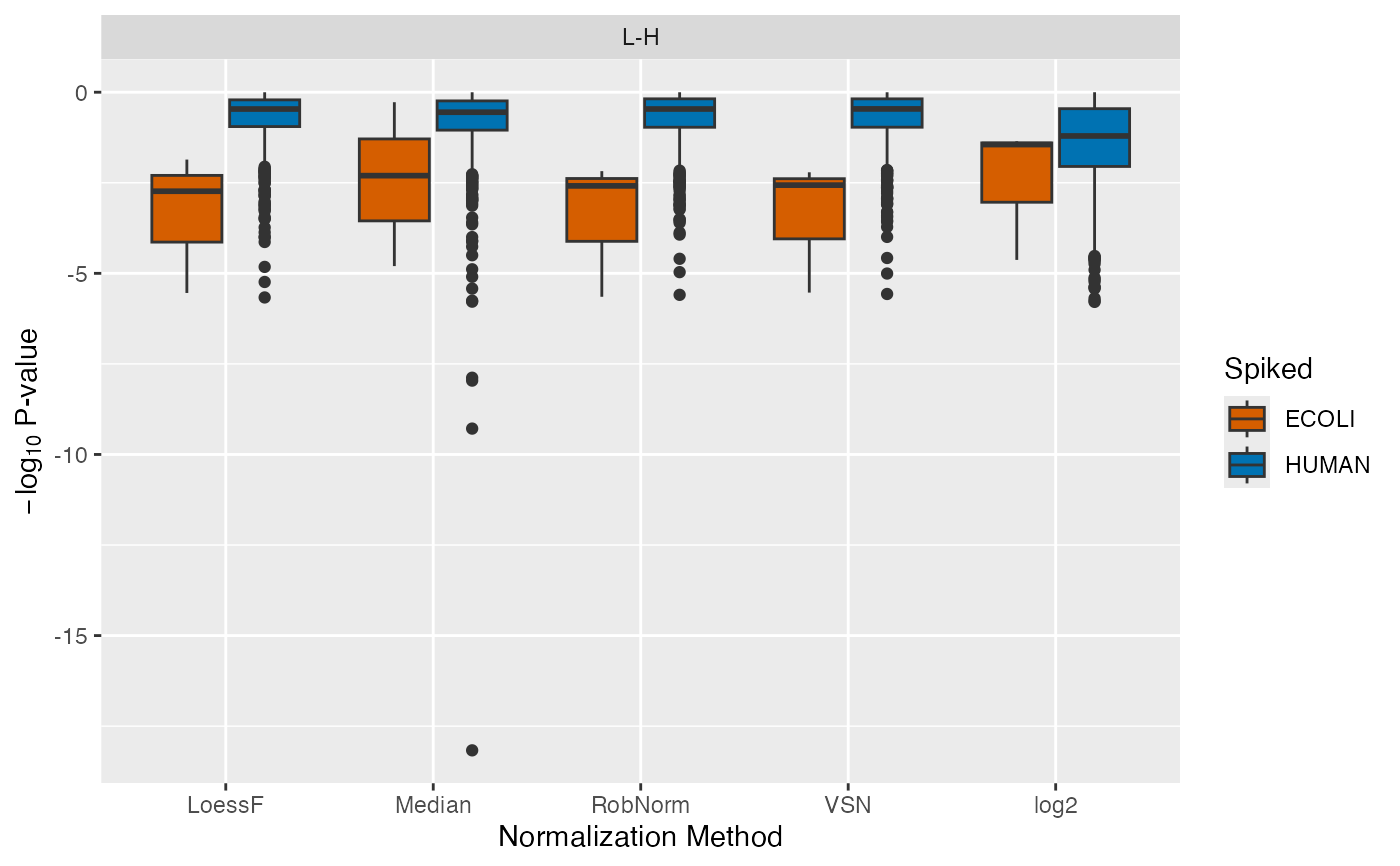 L-H
0
-5
-10
-15
−log₁₀ P-value
LoessF Median RobNorm VSN log2
Normalization Method
Spiked
ECOLI
HUMAN